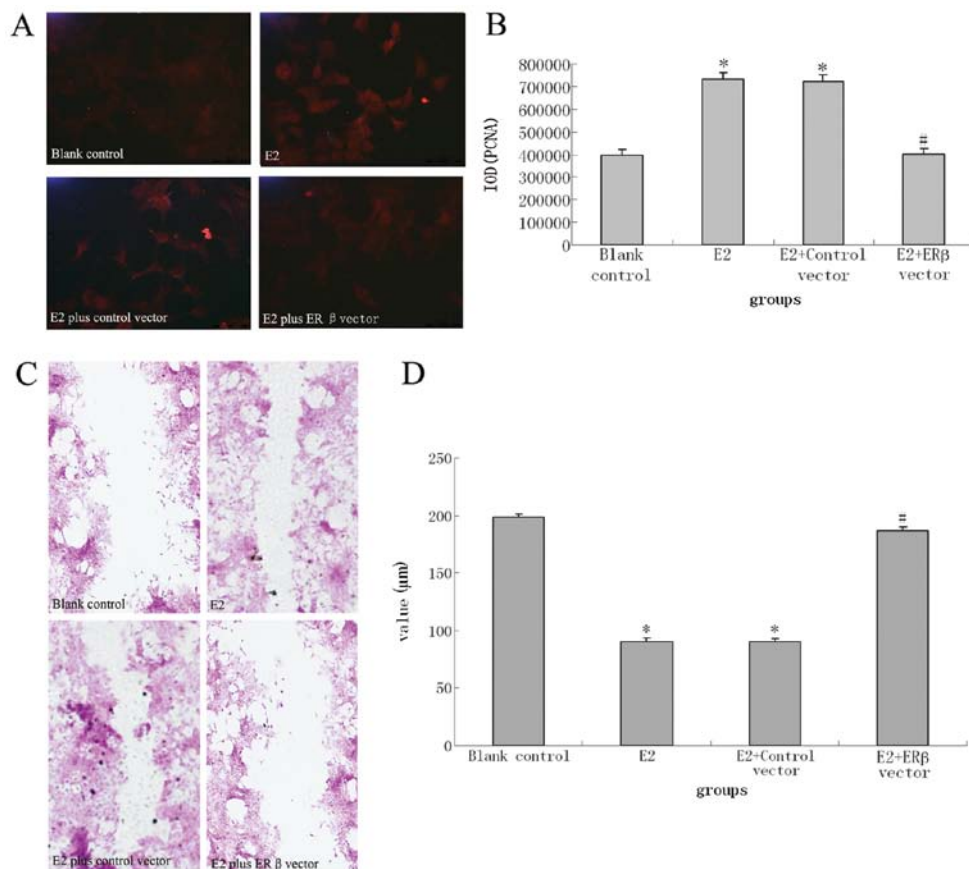 A
Blank control
E2
E2 plus control vector
E2 plus ER β vector
B
IOD(PCNA)
800000
700000
600000
500000
400000
300000
200000
100000
0
*
*
#
Blank
control
E2
E2+Control
vector
E2+ERβ
vector
groups
C
Blank control
E2
E2 plus control vector
E2 plus ER β vector
D
value (μm)
250
200
150
100
50
0
*
*
#
Blank control
E2
E2+Control
vector
E2+ERβ
vector
groups